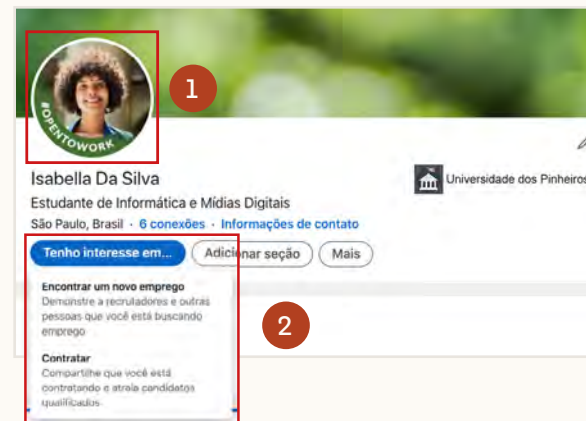 1
#OPENTOWORK
Isabella Da Silva
Universidade dos Pinheiros
Estudante de Informática e Mídias Digitais
São Paulo, Brasil · 6 conexões · Informações de contato
Tenho interesse em... Adicionar seção Mais
Encontrar um novo emprego
Demonstre a recrutadores e outras
pessoas que você está buscando
emprego
2
Contratar
Compartilhe que você está
contratando e atraia candidatos
qualificados